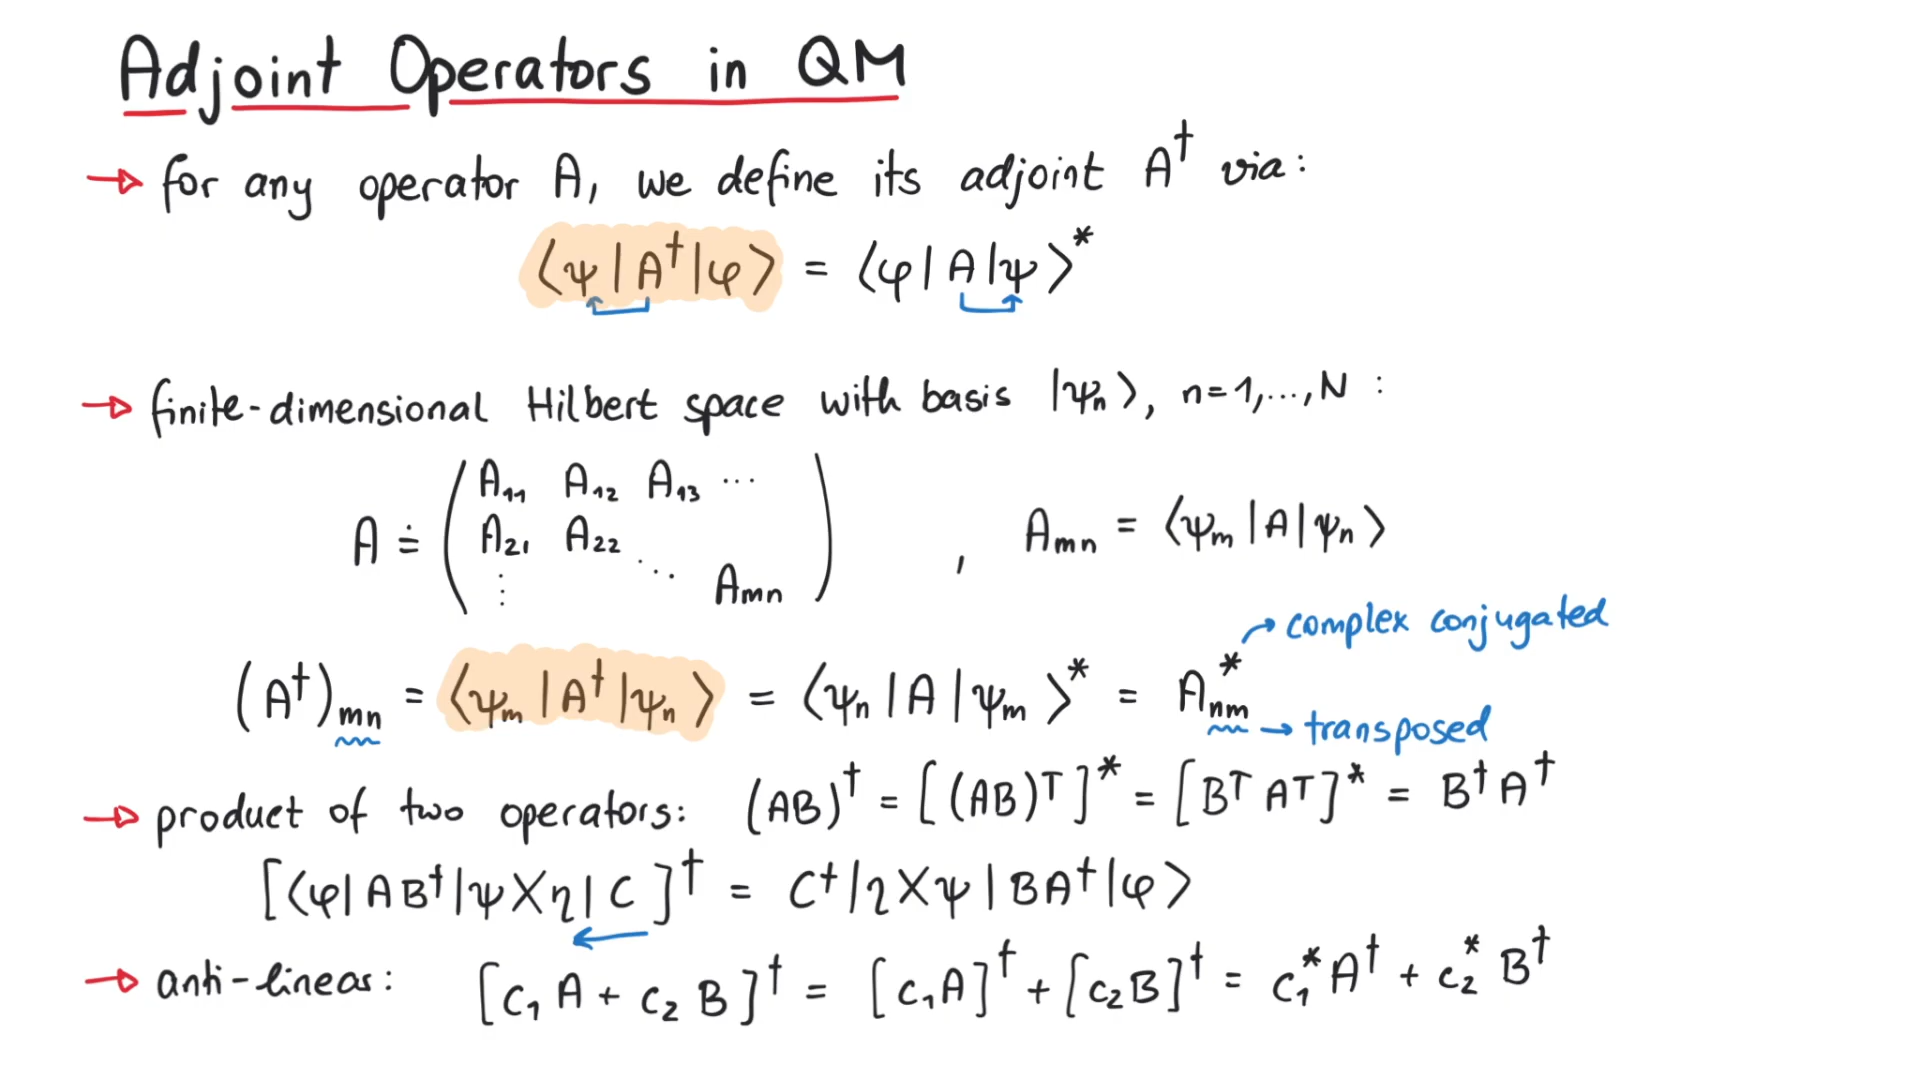 Adjoint Operators in QM
→ for any operator A, we define its adjoint A† via:
⟨ψ|A†|φ⟩ = ⟨φ|A|ψ⟩*
→ finite-dimensional Hilbert space with basis |ψₙ⟩, n=1,...,N :
A ≐ ( A₁₁ A₁₂ A₁₃ ⋯
A₂₁ A₂₂
⋮ ⋱ Aₘₙ ) , Aₘₙ = ⟨ψₘ|A|ψₙ⟩
→ complex conjugated
(A†)ₘₙ = ⟨ψₘ|A†|ψₙ⟩ = ⟨ψₙ|A|ψₘ⟩* = A*ₙₘ
→ transposed
→ product of two operators: (AB)† = [(AB)ᵀ]* = [Bᵀ Aᵀ]* = B†A†
[⟨φ|AB†|ψ⟩⟨η|C]† = C†|η⟩⟨ψ|BA†|φ⟩
→ anti-linear: [c₁A + c₂B]† = [c₁A]† + [c₂B]† = c₁*A† + c₂*B†